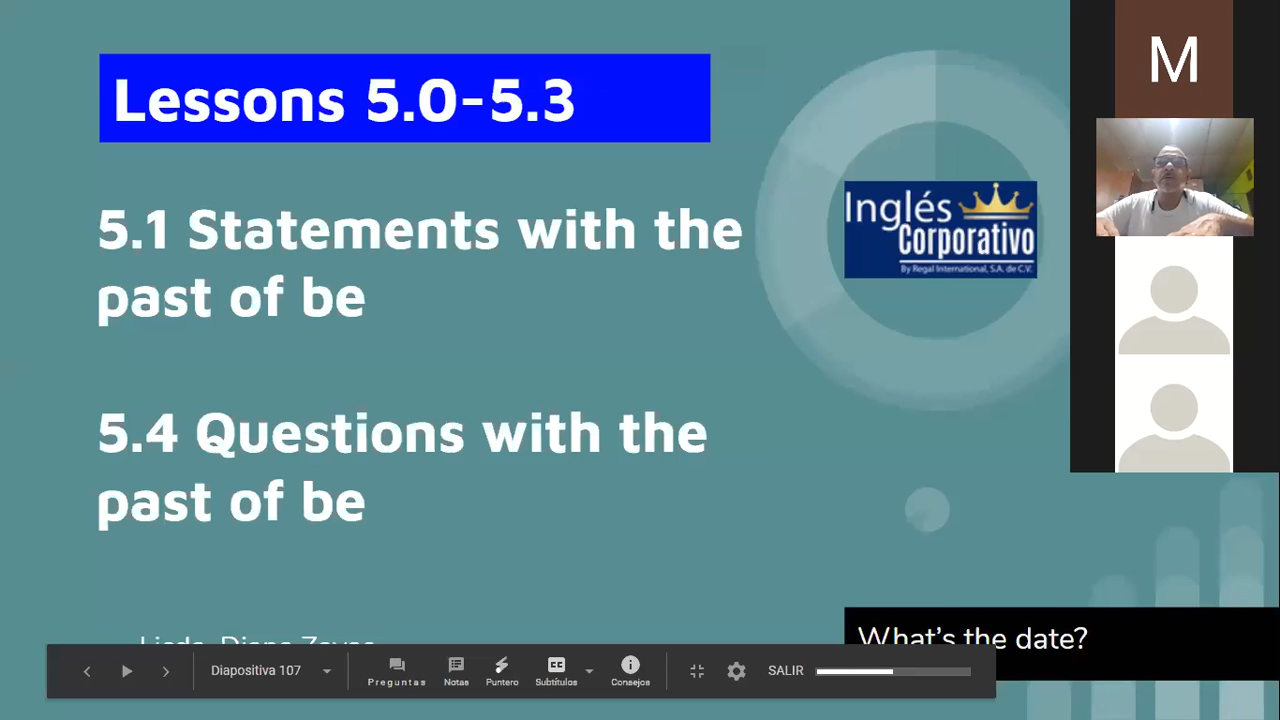 Lessons 5.0-5.3
M
5.1 Statements with the
past of be
Inglés
Corporativo
By Regal International, S.A. de C.V.
5.4 Questions with the
past of be
What's the date?
Diapositiva 107
Preguntas
Notas
Puntero
CC
Subtítulos
Consejos
SALIR